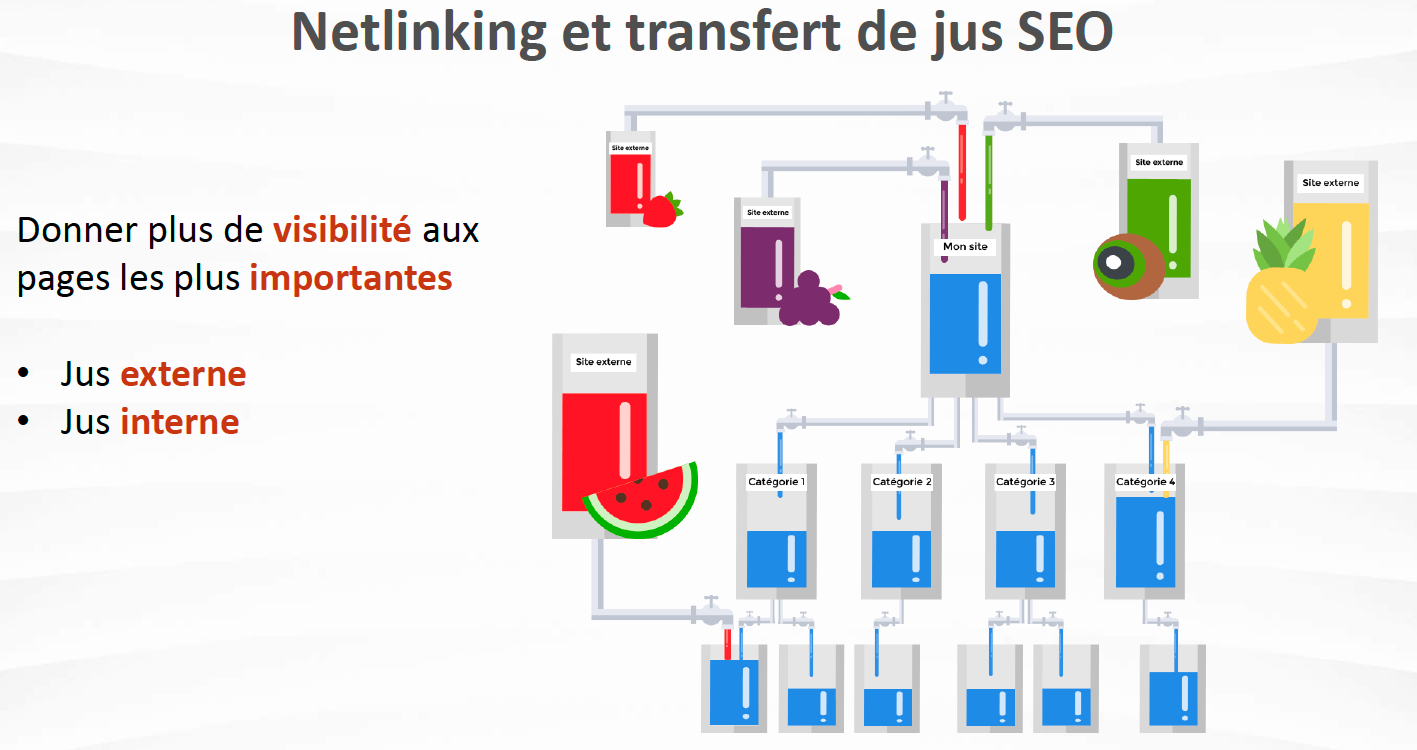 Netlinking et transfert de jus SEO
Donner plus de visibilité aux
pages les plus importantes
• Jus externe
• Jus interne
Site externe
Site externe
Site externe
Site externe
Mon site
Site externe
Catégorie 1
Catégorie 2
Catégorie 3
Catégorie 4